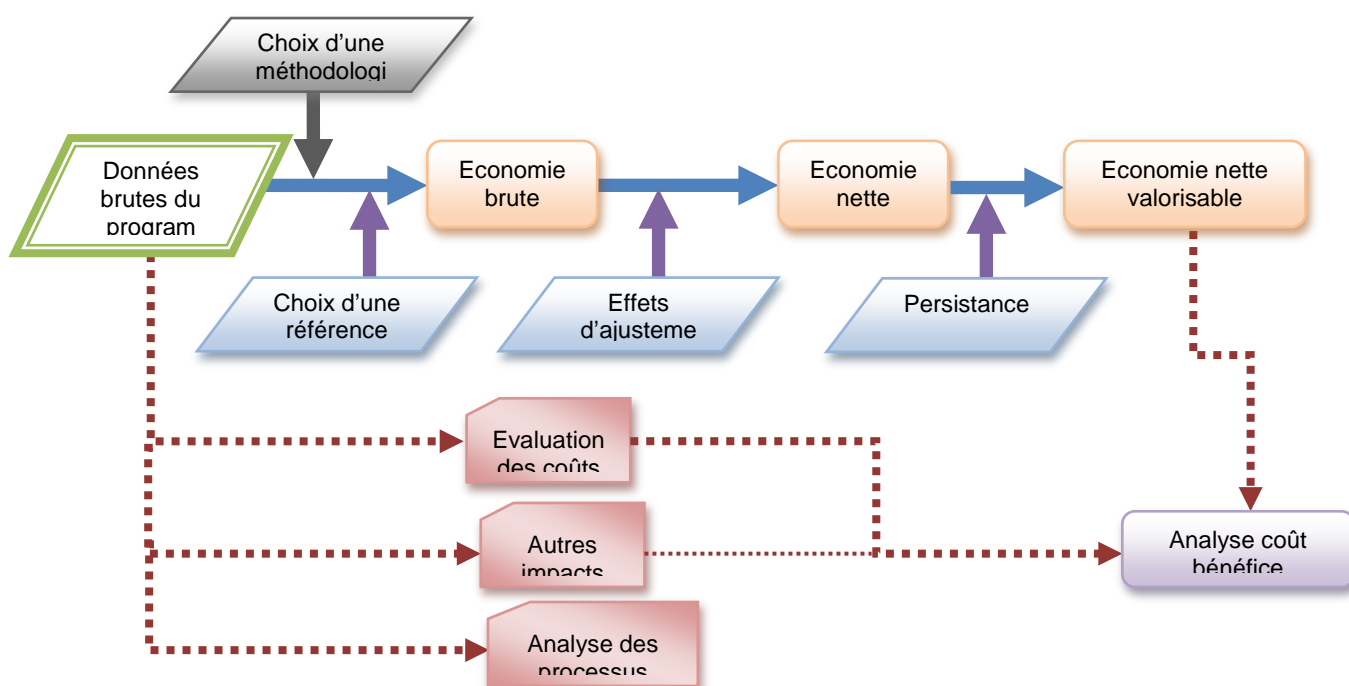 Choix d’une
méthodologi
Données
brutes du
program
Economie
brute
Economie
nette
Economie nette
valorisable
Choix d’une
référence
Effets
d’ajusteme
Persistance
Evaluation
des coûts
Autres
impacts
Analyse des
processus
Analyse coût
bénéfice